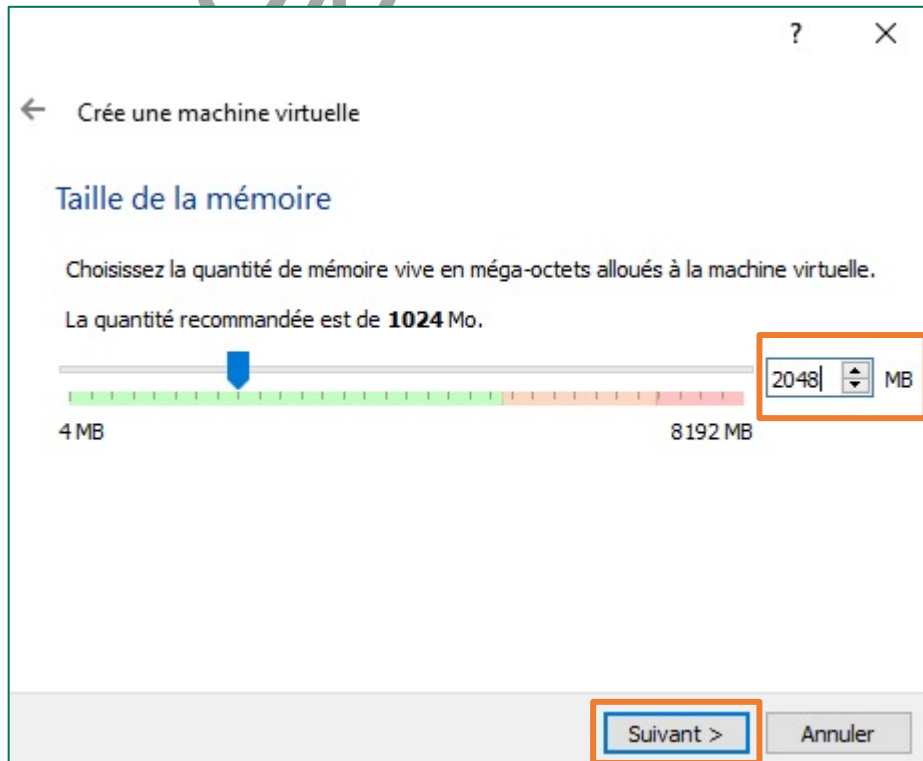 ?
Crée une machine virtuelle
Taille de la mémoire
Choisissez la quantité de mémoire vive en méga-octets alloués à la machine virtuelle.
La quantité recommandée est de 1024 Mo.
2048 MB
4 MB 8192 MB
Suivant > Annuler